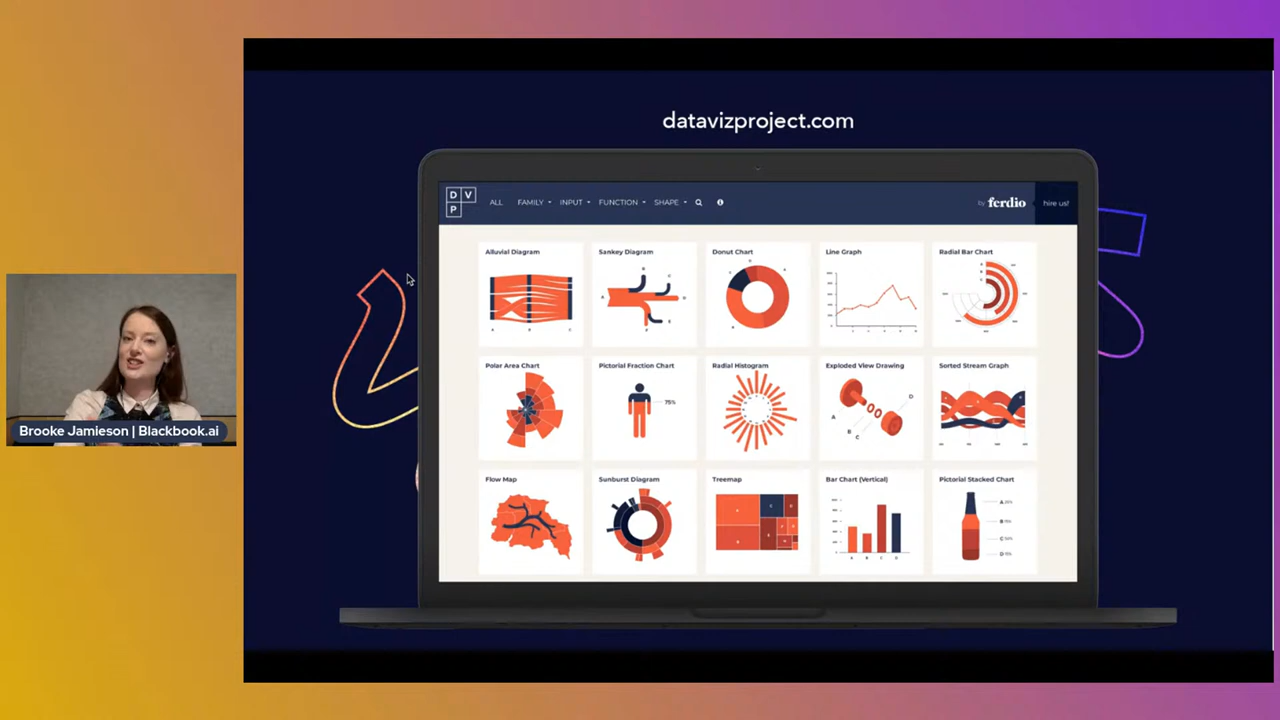 datavizproject.com
D V
P
ALL FAMILY INPUT FUNCTION SHAPE
by ferdio hire us!
Alluvial Diagram
Sankey Diagram
Donut Chart
Line Graph
Radial Bar Chart
Polar Area Chart
Pictorial Fraction Chart
75%
Radial Histogram
Exploded View Drawing
A
B
C
D
Sorted Stream Graph
Flow Map
Sunburst Diagram
Treemap
Bar Chart (Vertical)
A B C D
Pictorial Stacked Chart
Brooke Jamieson | Blackbook.ai